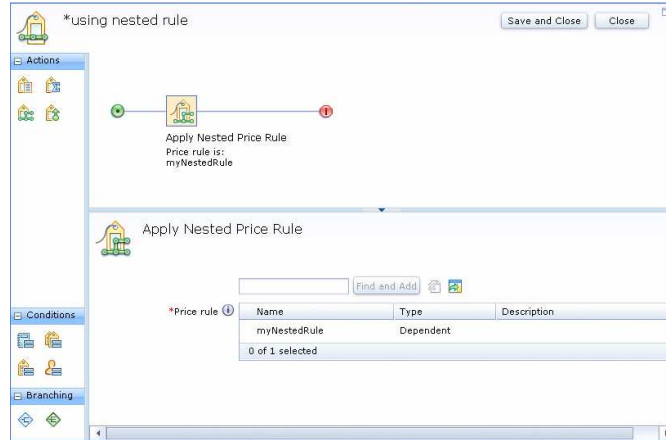 *using nested rule
Save and Close
Close
Actions
Apply Nested Price Rule
Price rule is:
myNestedRule
Apply Nested Price Rule
Find and Add
*Price rule
Name Type Description
myNestedRule Dependent
0 of 1 selected
Conditions
Branching